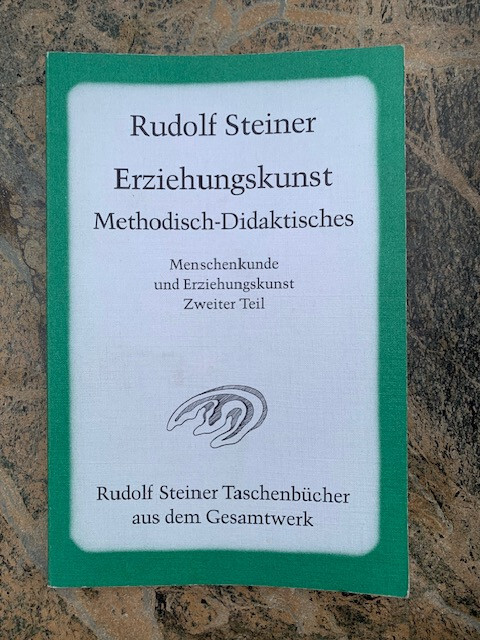 Rudolf Steiner
Erziehungskunst
Methodisch-Didaktisches
Menschenkunde
und Erziehungskunst
Zweiter Teil
Rudolf Steiner Taschenbücher
aus dem Gesamtwerk